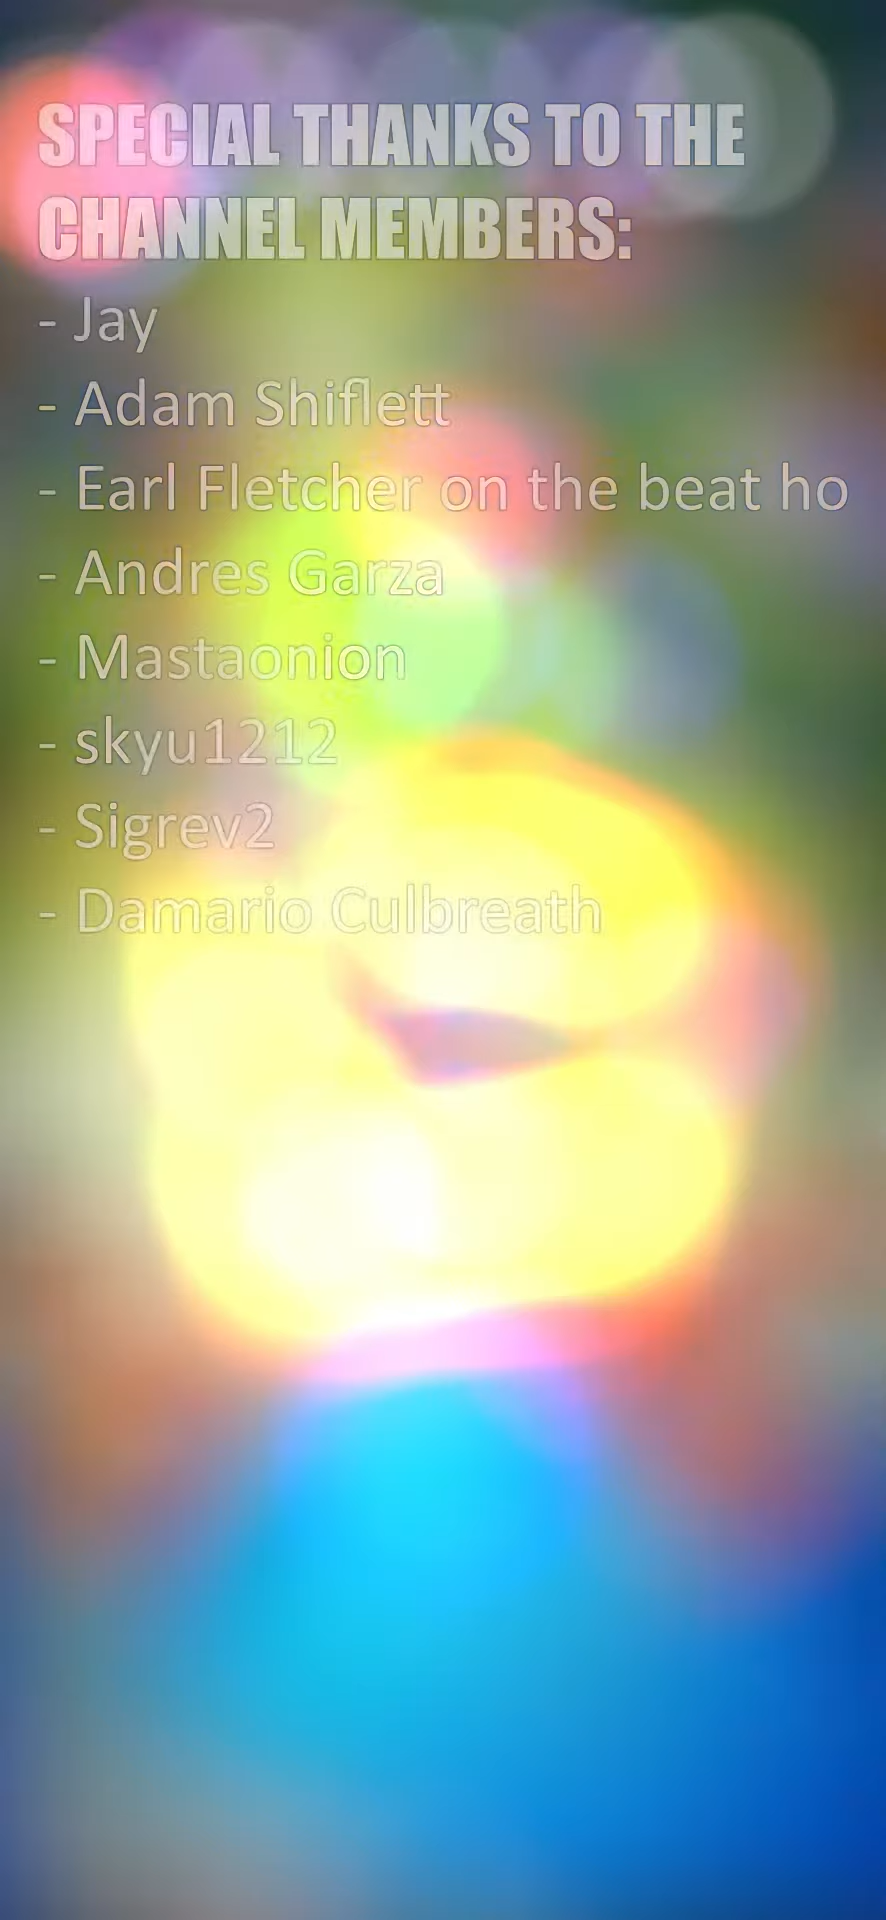 SPECIAL THANKS TO THE
CHANNEL MEMBERS:
- Jay
- Adam Shiflett
- Earl Fletcher on the beat ho
- Andres Garza
- Mastaonion
- skyu1212
- Sigrev2
- Damario Culbreath